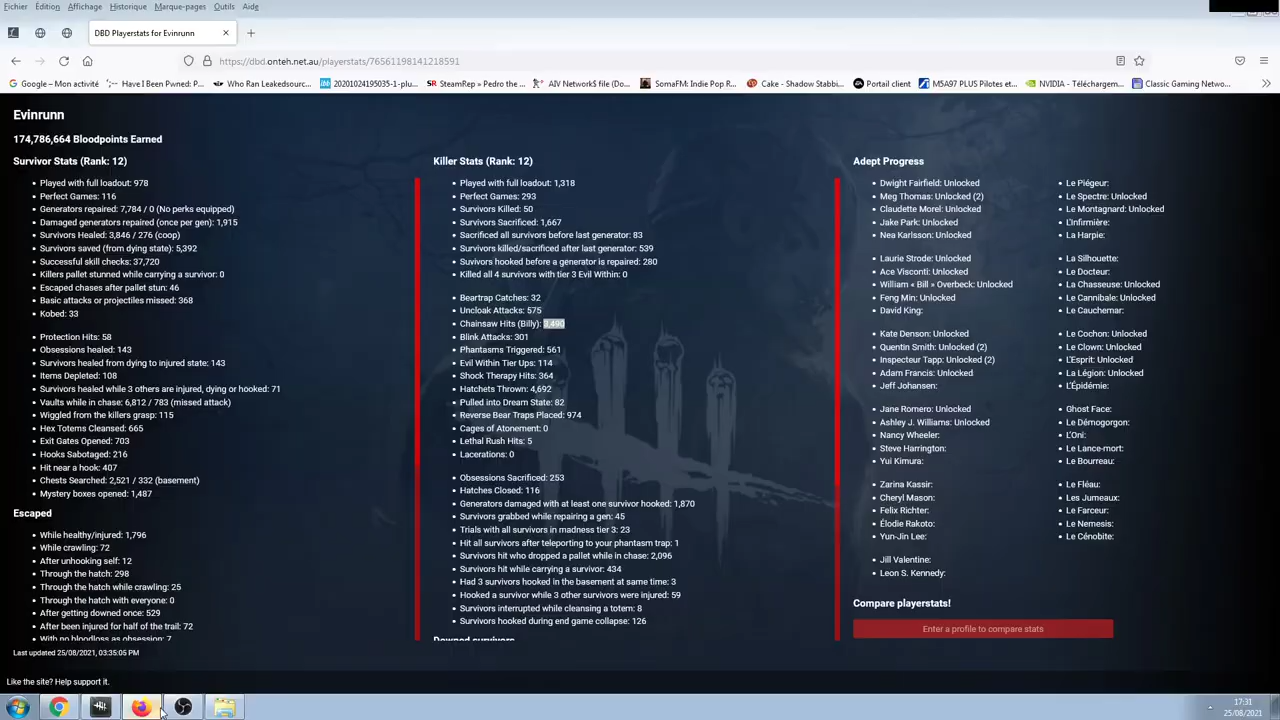 Fichier Édition Affichage Historique Marque-pages Outils Aide
DBD Playerstats for Evinrunn
https://dbd.onteh.net.au/playerstats/76561198141218591
Google – Mon activité
Have I Been Pwned: P...
Who Ran Leakedsource...
20201024195035-1-plu...
SteamRep » Pedro the ...
AIV Network$ file (Do...
SomaFM: Indie Pop R...
Cake - Shadow Stabbi...
Portail client
M5A97 PLUS Pilotes et...
NVIDIA - Téléchargem...
Classic Gaming Netwo...
Evinrunn
174,786,664 Bloodpoints Earned
Survivor Stats (Rank: 12)
Played with full loadout: 978
Perfect Games: 116
Generators repaired: 7,784 / 0 (No perks equipped)
Damaged generators repaired (once per gen): 1,915
Survivors Healed: 3,846 / 276 (coop)
Survivors saved (from dying state): 5,392
Successful skill checks: 37,720
Killers pallet stunned while carrying a survivor: 0
Escaped chases after pallet stun: 46
Basic attacks or projectiles missed: 368
Kobed: 33
Protection Hits: 58
Obsessions healed: 143
Survivors healed from dying to injured state: 143
Items Depleted: 108
Survivors healed while 3 others are injured, dying or hooked: 71
Vaults while in chase: 6,812 / 783 (missed attack)
Wiggled from the killers grasp: 115
Hex Totems Cleansed: 665
Exit Gates Opened: 703
Hooks Sabotaged: 216
Hit near a hook: 407
Chests Searched: 2,521 / 332 (basement)
Mystery boxes opened: 1,487
Escaped
While healthy/injured: 1,796
While crawling: 72
After unhooking self: 12
Through the hatch: 298
Through the hatch while crawling: 25
Through the hatch with everyone: 0
After getting downed once: 529
After been injured for half of the trail: 72
With no bloodloss as obsession: 7
Last updated 25/08/2021, 03:35:05 PM
Like the site? Help support it.
Killer Stats (Rank: 12)
Played with full loadout: 1,318
Perfect Games: 293
Survivors Killed: 50
Survivors Sacrificed: 1,667
Sacrificed all survivors before last generator: 83
Survivors killed/sacrificed after last generator: 539
Suvivors hooked before a generator is repaired: 280
Killed all 4 survivors with tier 3 Evil Within: 0
Beartrap Catches: 32
Uncloak Attacks: 575
Chainsaw Hits (Billy): 3,490
Blink Attacks: 301
Phantasms Triggered: 561
Evil Within Tier Ups: 114
Shock Therapy Hits: 364
Hatchets Thrown: 4,692
Pulled into Dream State: 82
Reverse Bear Traps Placed: 974
Cages of Atonement: 0
Lethal Rush Hits: 5
Lacerations: 0
Obsessions Sacrificed: 253
Hatches Closed: 116
Generators damaged with at least one survivor hooked: 1,870
Survivors grabbed while repairing a gen: 45
Trials with all survivors in madness tier 3: 23
Hit all survivors after teleporting to your phantasm trap: 1
Survivors hit who dropped a pallet while in chase: 2,096
Survivors hit while carrying a survivor: 434
Had 3 survivors hooked in the basement at same time: 3
Hooked a survivor while 3 other survivors were injured: 59
Survivors interrupted while cleansing a totem: 8
Survivors hooked during end game collapse: 126
Downed survivors
Adept Progress
Dwight Fairfield: Unlocked
Meg Thomas: Unlocked (2)
Claudette Morel: Unlocked
Jake Park: Unlocked
Nea Karlsson: Unlocked
Laurie Strode: Unlocked
Ace Visconti: Unlocked
William « Bill » Overbeck: Unlocked
Feng Min: Unlocked
David King:
Kate Denson: Unlocked
Quentin Smith: Unlocked (2)
Inspecteur Tapp: Unlocked (2)
Adam Francis: Unlocked
Jeff Johansen:
Jane Romero: Unlocked
Ashley J. Williams: Unlocked
Nancy Wheeler:
Steve Harrington:
Yui Kimura:
Zarina Kassir:
Cheryl Mason:
Felix Richter:
Élodie Rakoto:
Yun-Jin Lee:
Jill Valentine:
Leon S. Kennedy:
Le Piégeur:
Le Spectre: Unlocked
Le Montagnard: Unlocked
L'Infirmière:
La Harpie:
La Silhouette:
Le Docteur:
La Chasseuse: Unlocked
Le Cannibale: Unlocked
Le Cauchemar:
Le Cochon: Unlocked
Le Clown: Unlocked
L'Esprit: Unlocked
La Légion: Unlocked
L'Épidémie:
Ghost Face:
Le Démogorgon:
L'Oni:
Le Lance-mort:
Le Bourreau:
Le Fléau:
Les Jumeaux:
Le Farceur:
Le Nemesis:
Le Cénobite:
Compare playerstats!
Enter a profile to compare stats
17:31
25/08/2021